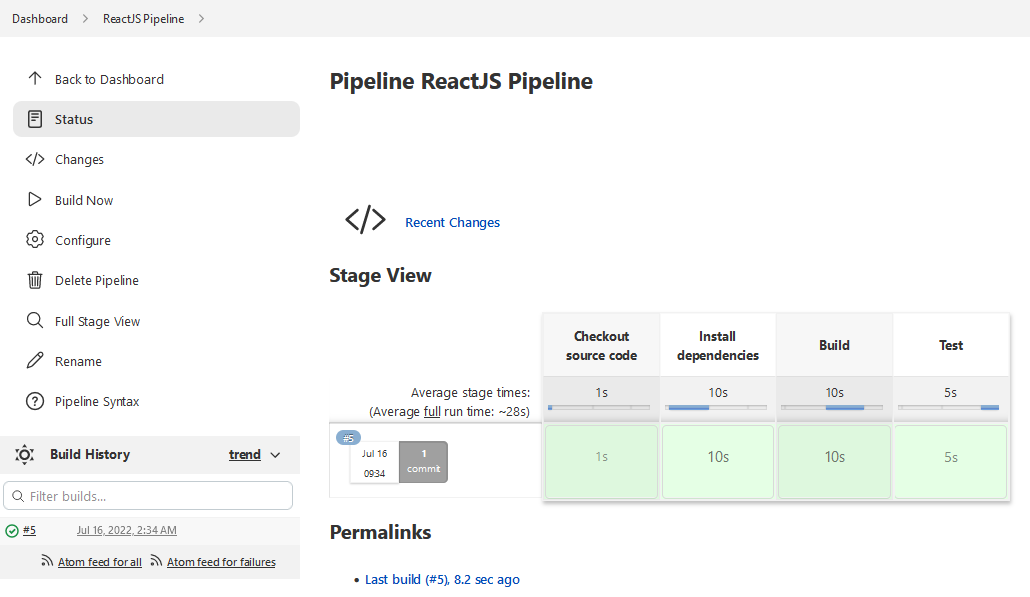 Dashboard > ReactJS Pipeline >
Back to Dashboard
Status
Changes
Build Now
Configure
Delete Pipeline
Full Stage View
Rename
Pipeline Syntax
Build History trend
Filter builds...
#5 Jul 16, 2022, 2:34 AM
Atom feed for all Atom feed for failures
Pipeline ReactJS Pipeline
Recent Changes
Stage View
Checkout source code
Install dependencies
Build
Test
Average stage times:
(Average full run time: ~28s)
1s 10s 10s 5s
#5
Jul 16
09:34
1
commit
1s 10s 10s 5s
Permalinks
• Last build (#5), 8.2 sec ago